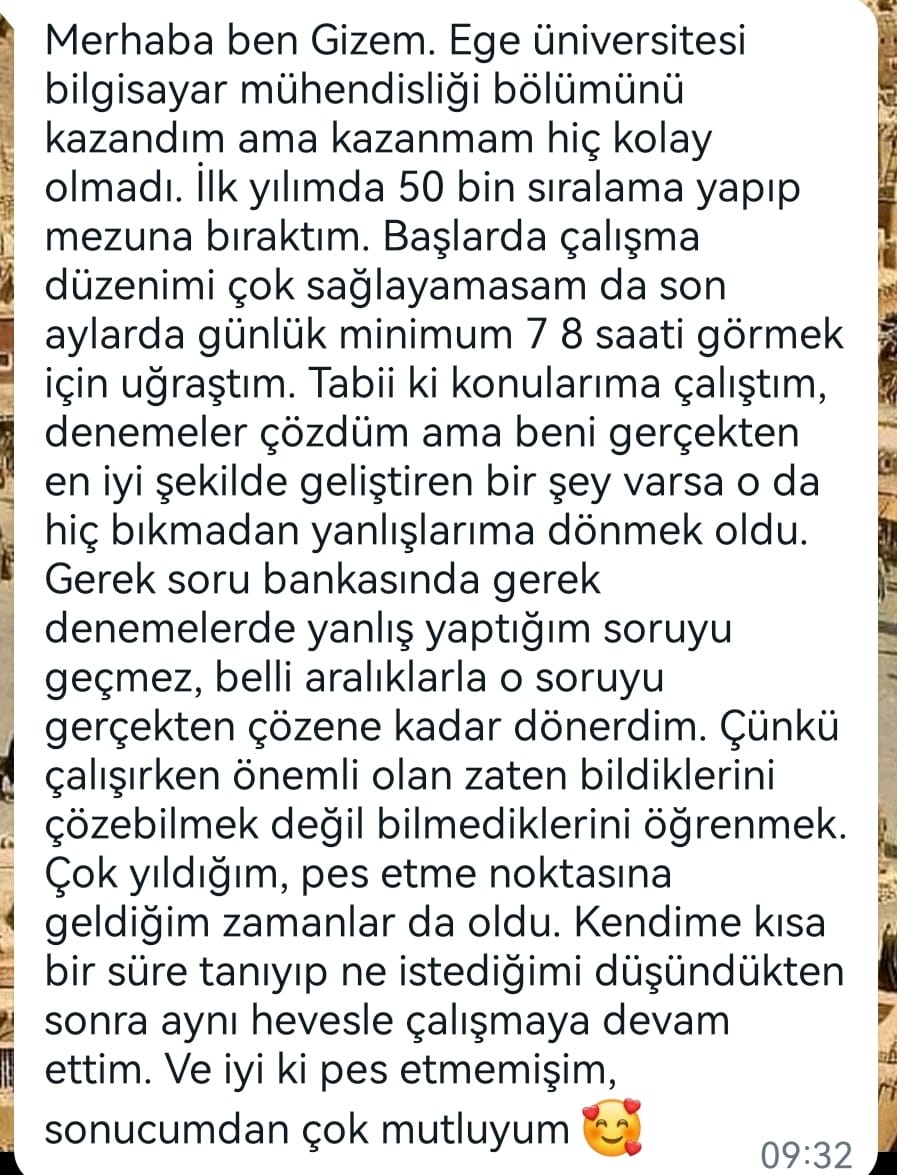 Merhaba ben Gizem. Ege üniversitesi
bilgisayar mühendisliği bölümünü
kazandım ama kazanmam hiç kolay
olmadı. İlk yılımda 50 bin sıralama yapıp
mezuna bıraktım. Başlarda çalışma
düzenimi çok sağlayamasam da son
aylarda günlük minimum 7 8 saati görmek
için uğraştım. Tabii ki konularıma çalıştım,
denemeler çözdüm ama beni gerçekten
en iyi şekilde geliştiren bir şey varsa o da
hiç bıkmadan yanlışlarıma dönmek oldu.
Gerek soru bankasında gerek
denemelerde yanlış yaptığım soruyu
geçmez, belli aralıklarla o soruyu
gerçekten çözene kadar dönerdim. Çünkü
çalışırken önemli olan zaten bildiklerini
çözebilmek değil bilmediklerini öğrenmek.
Çok yıldığım, pes etme noktasına
geldiğim zamanlar da oldu. Kendime kısa
bir süre tanıyıp ne istediğimi düşündükten
sonra aynı hevesle çalışmaya devam
ettim. Ve iyi ki pes etmemişim,
sonucumdan çok mutluyum 🥰
09:32